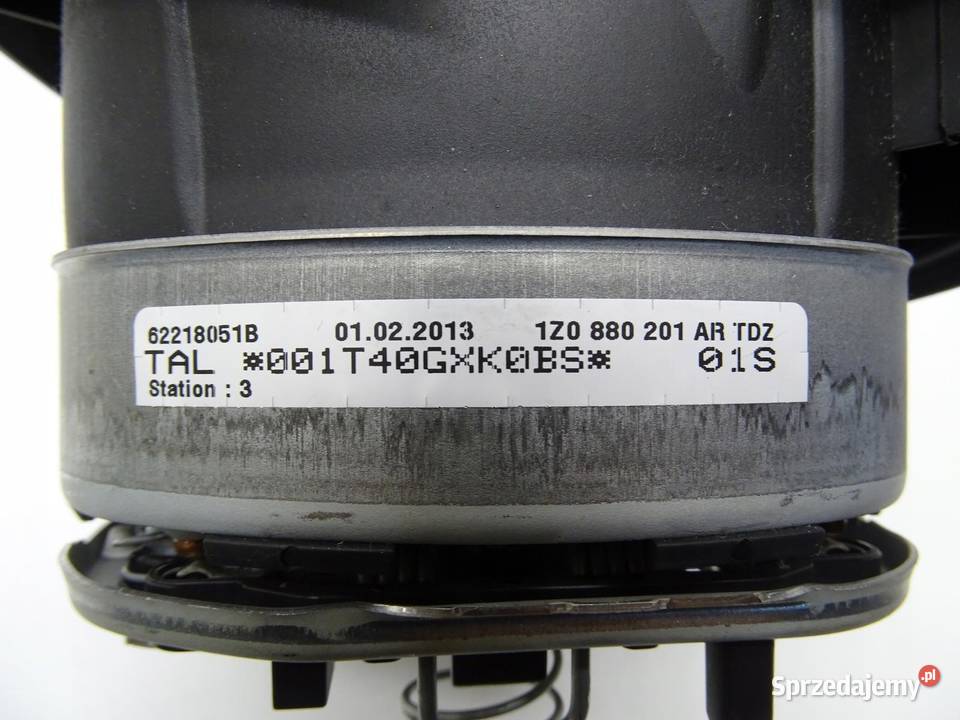 62218051B 01.02.2013 1Z0 880 201 AR TDZ
TAL *001T40GXK0BS* 01S
Station : 3
Sprzedajemy.pl